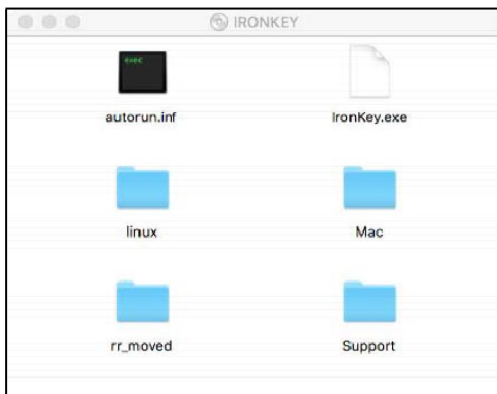 IRONKEY
exec
autorun.inf IronKey.exe
linux Mac
rr_moved Support